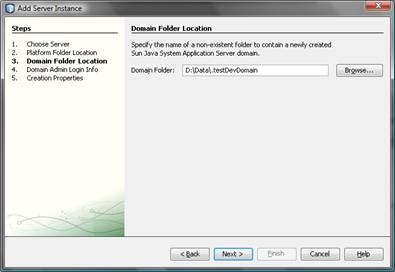 Add Server Instance
Steps
1. Choose Server
2. Platform Folder Location
3. Domain Folder Location
4. Domain Admin Login Info
5. Creation Properties
Domain Folder Location
Specify the name of a non-existent folder to contain a newly created
Sun Java System Application Server domain.
Domain Folder: D:\Data\.testDevDomain Browse...
< Back Next > Finish Cancel Help